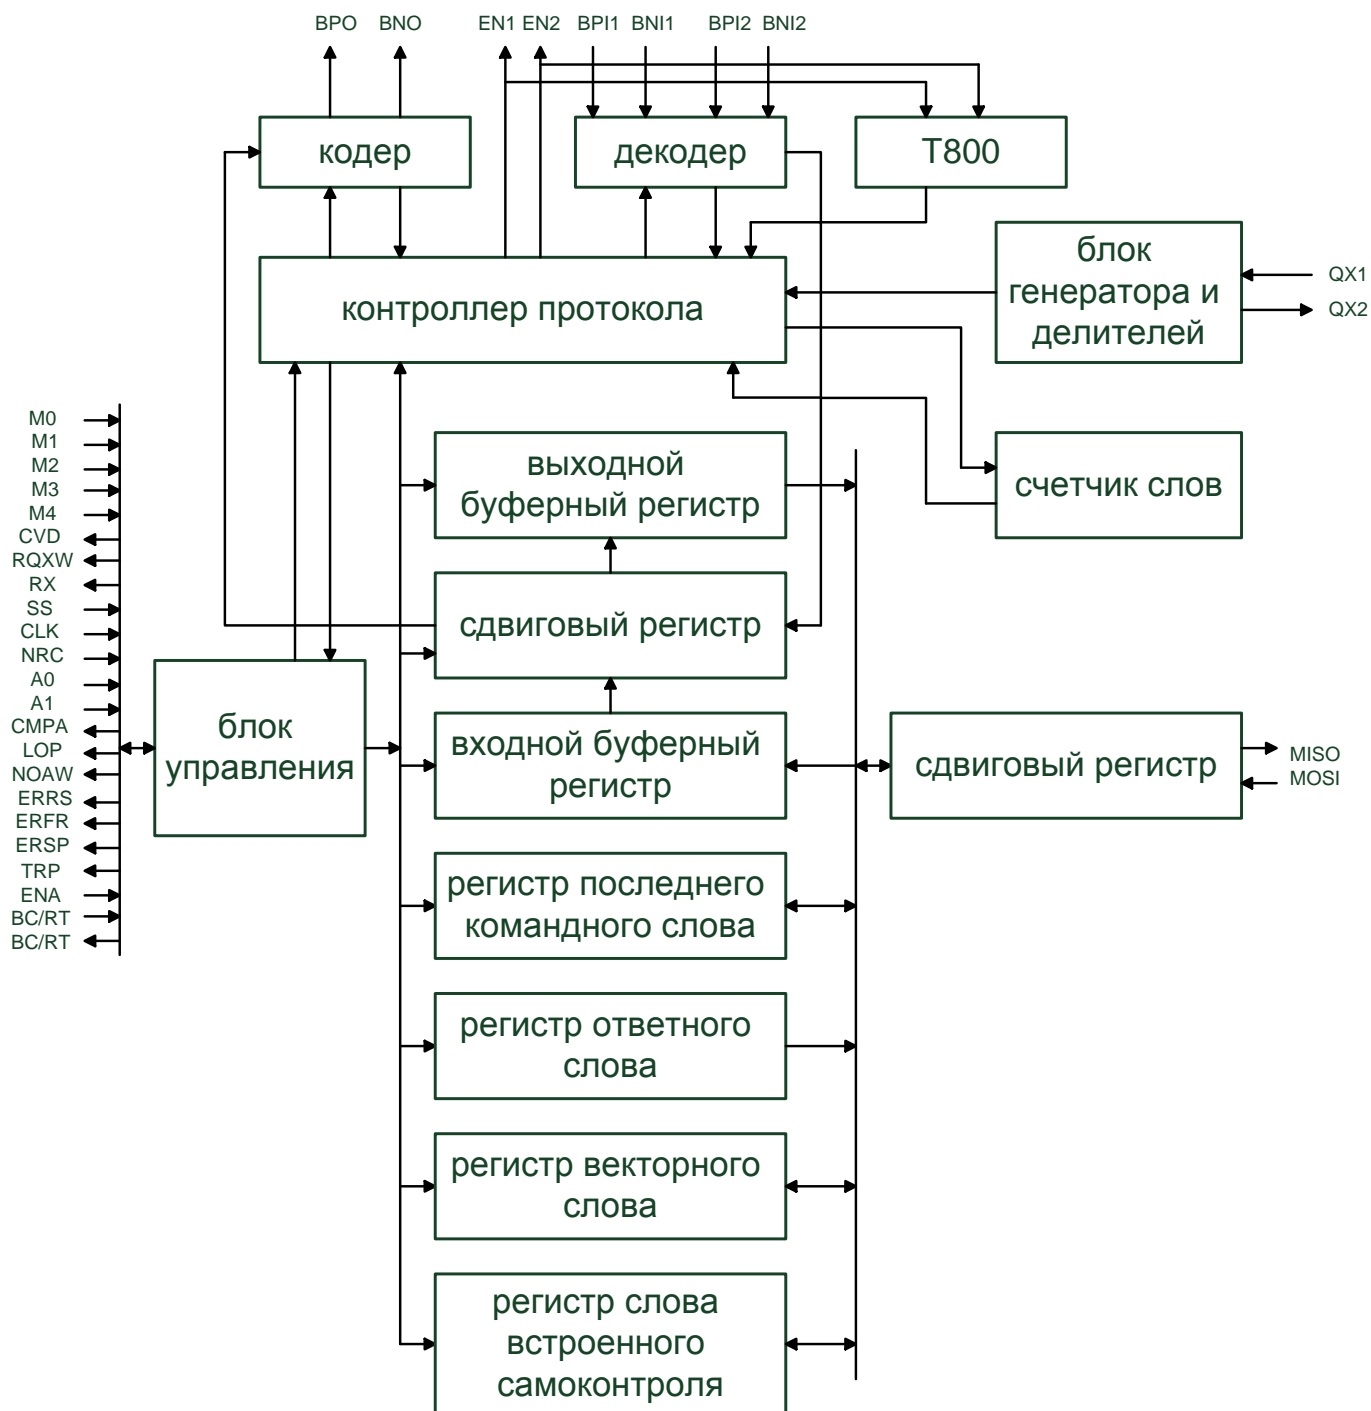 BPO BNO EN1 EN2 BPI1 BNI1 BPI2 BNI2
кодер
декодер
T800
контроллер протокола
блок
генератора и
делителей
QX1
QX2
выходной
буферный регистр
счетчик слов
сдвиговый регистр
входной буферный
регистр
сдвиговый регистр
MISO
MOSI
блок
управления
M0
M1
M2
M3
M4
CVD
RQXW
RX
SS
CLK
NRC
A0
A1
CMPA
LOP
NOAW
ERRS
ERFR
ERSP
TRP
ENA
BC/RT
BC/RT
регистр последнего
командного слова
регистр ответного
слова
регистр векторного
слова
регистр слова
встроенного
самоконтроля